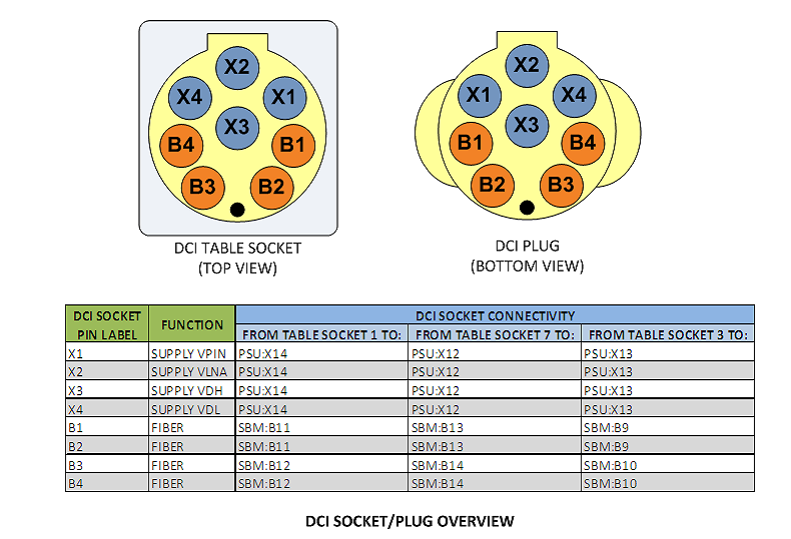 X2
X4 X1
X3
B4 B1
B3 B2
DCI TABLE SOCKET
(TOP VIEW)
X2
X1 X4
X3
B1 B4
B2 B3
DCI PLUG
(BOTTOM VIEW)
DCI SOCKET PIN LABEL FUNCTION DCI SOCKET CONNECTIVITY
FROM TABLE SOCKET 1 TO: FROM TABLE SOCKET 7 TO: FROM TABLE SOCKET 3 TO:
X1 SUPPLY VPIN PSU:X14 PSU:X12 PSU:X13
X2 SUPPLY VLNA PSU:X14 PSU:X12 PSU:X13
X3 SUPPLY VDH PSU:X14 PSU:X12 PSU:X13
X4 SUPPLY VDL PSU:X14 PSU:X12 PSU:X13
B1 FIBER SBM:B11 SBM:B13 SBM:B9
B2 FIBER SBM:B11 SBM:B13 SBM:B9
B3 FIBER SBM:B12 SBM:B14 SBM:B10
B4 FIBER SBM:B12 SBM:B14 SBM:B10
DCI SOCKET/PLUG OVERVIEW